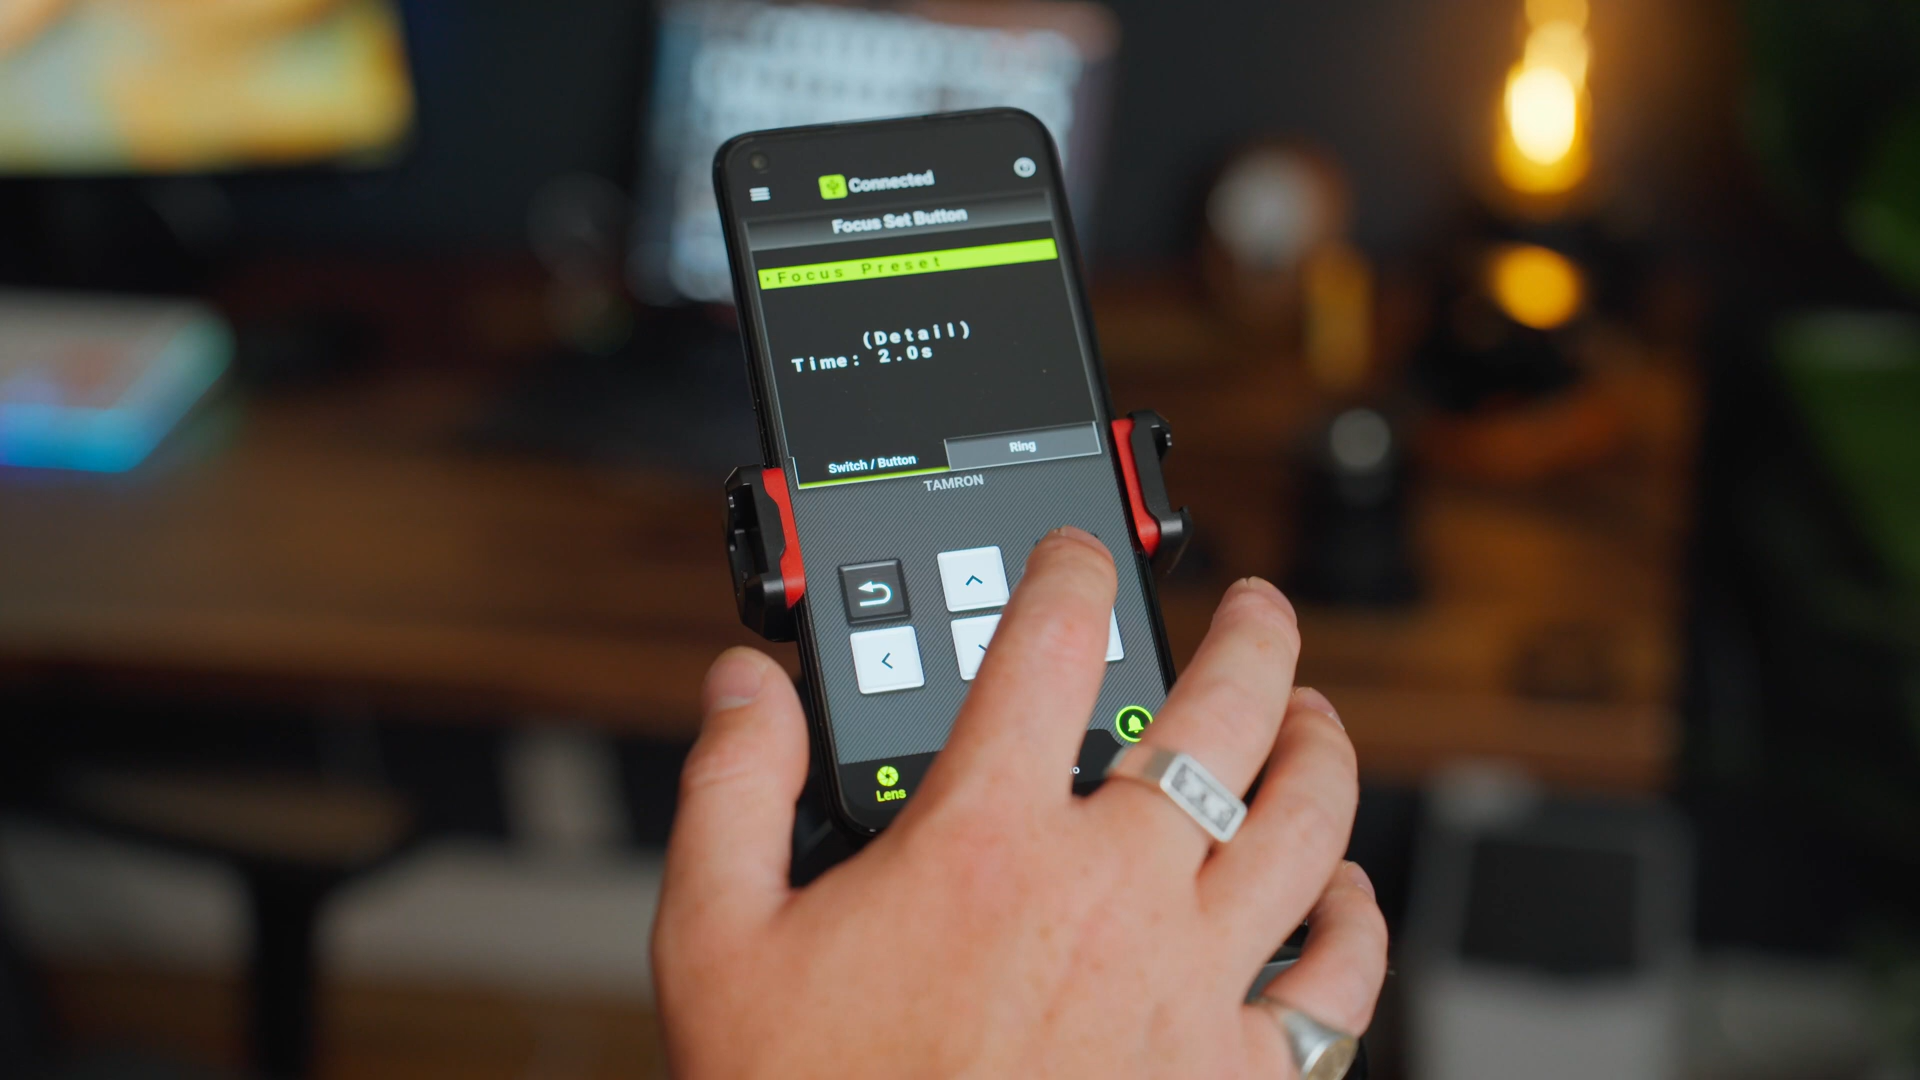 Connected
Focus Set Button
Focus Preset
(Detail)
Time: 2.0s
Switch / Button
Ring
TAMRON
Lens